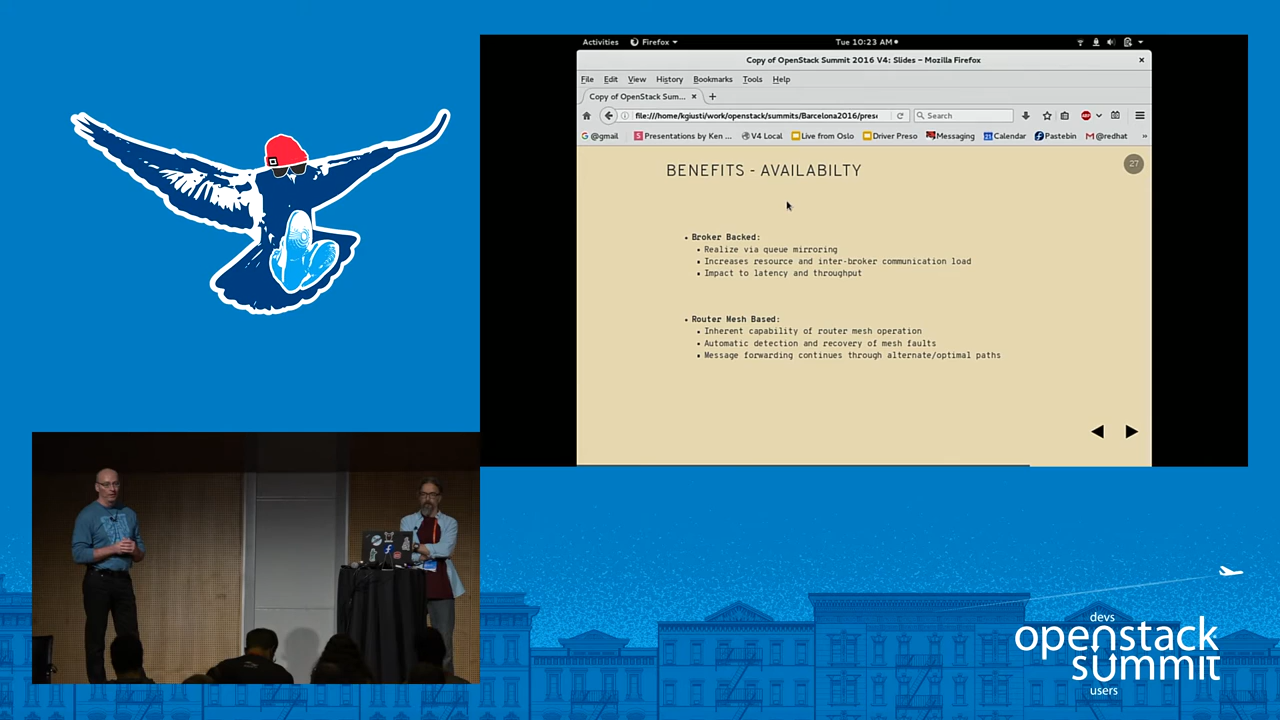 Activities Firefox Tue 10:23 AM
Copy of OpenStack Summit 2016 V4: Slides – Mozilla Firefox
File Edit View History Bookmarks Tools Help
Copy of OpenStack Sum...
file:///home/kgiusti/work/openstack/summits/Barcelona2016/prese Search
@gmail Presentations by Ken ... V4 Local Live from Oslo Driver Preso Messaging Calendar Pastebin @redhat
27
BENEFITS - AVAILABILTY
• Broker Backed:
• Realize via queue mirroring
• Increases resource and inter-broker communication load
• Impact to latency and throughput
• Router Mesh Based:
• Inherent capability of router mesh operation
• Automatic detection and recovery of mesh faults
• Message forwarding continues through alternate/optimal paths
devs
openstack
summit
users